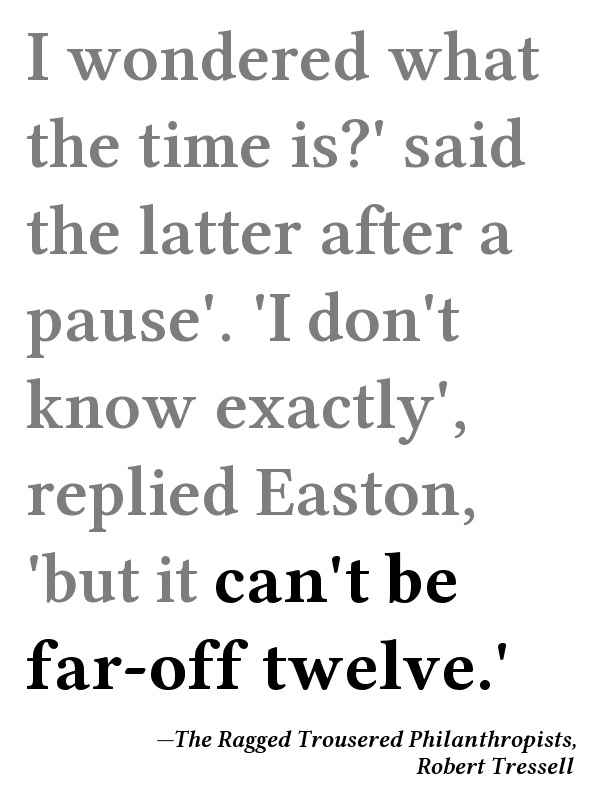 I wondered what
the time is?' said
the latter after a
pause'. 'I don't
know exactly',
replied Easton,
'but it can't be
far-off twelve.'
—The Ragged Trousered Philanthropists,
Robert Tressell